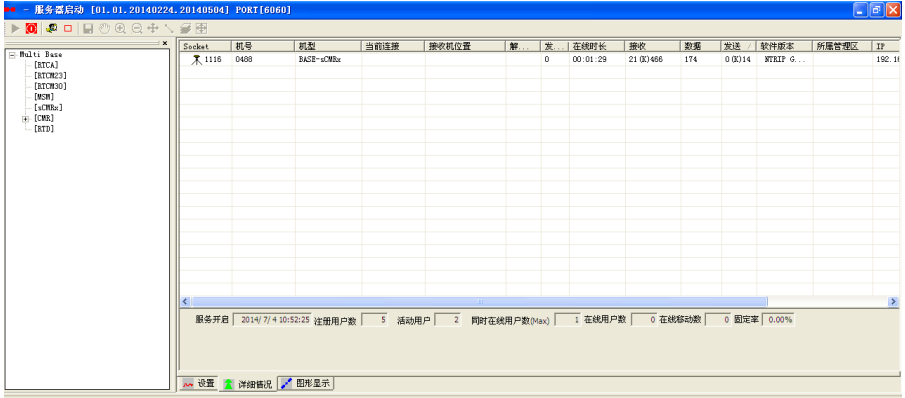 - 服务器启动 [01.01.20140224.20140504] PORT[6060]
Multi Base
[RTCA]
[RTCM23]
[RTCM30]
[MSM]
[sCMRx]
[CMR]
[RTD]
Socket 机号 机型 当前连接 接收机位置 解... 发... 在线时长 接收 数据 发送 / 软件版本 所属管理区 IP
1116 0488 BASE-sCMRx 0 00:01:29 21(K)466 174 0(K)14 NTRIP G... 192.16
服务开启 2014/7/4 10:52:25 注册用户数 5 活动用户 2 同时在线用户数(Max) 1 在线用户数 0 在线移动数 0 固定率 0.00%
设置 详细情况 图形显示